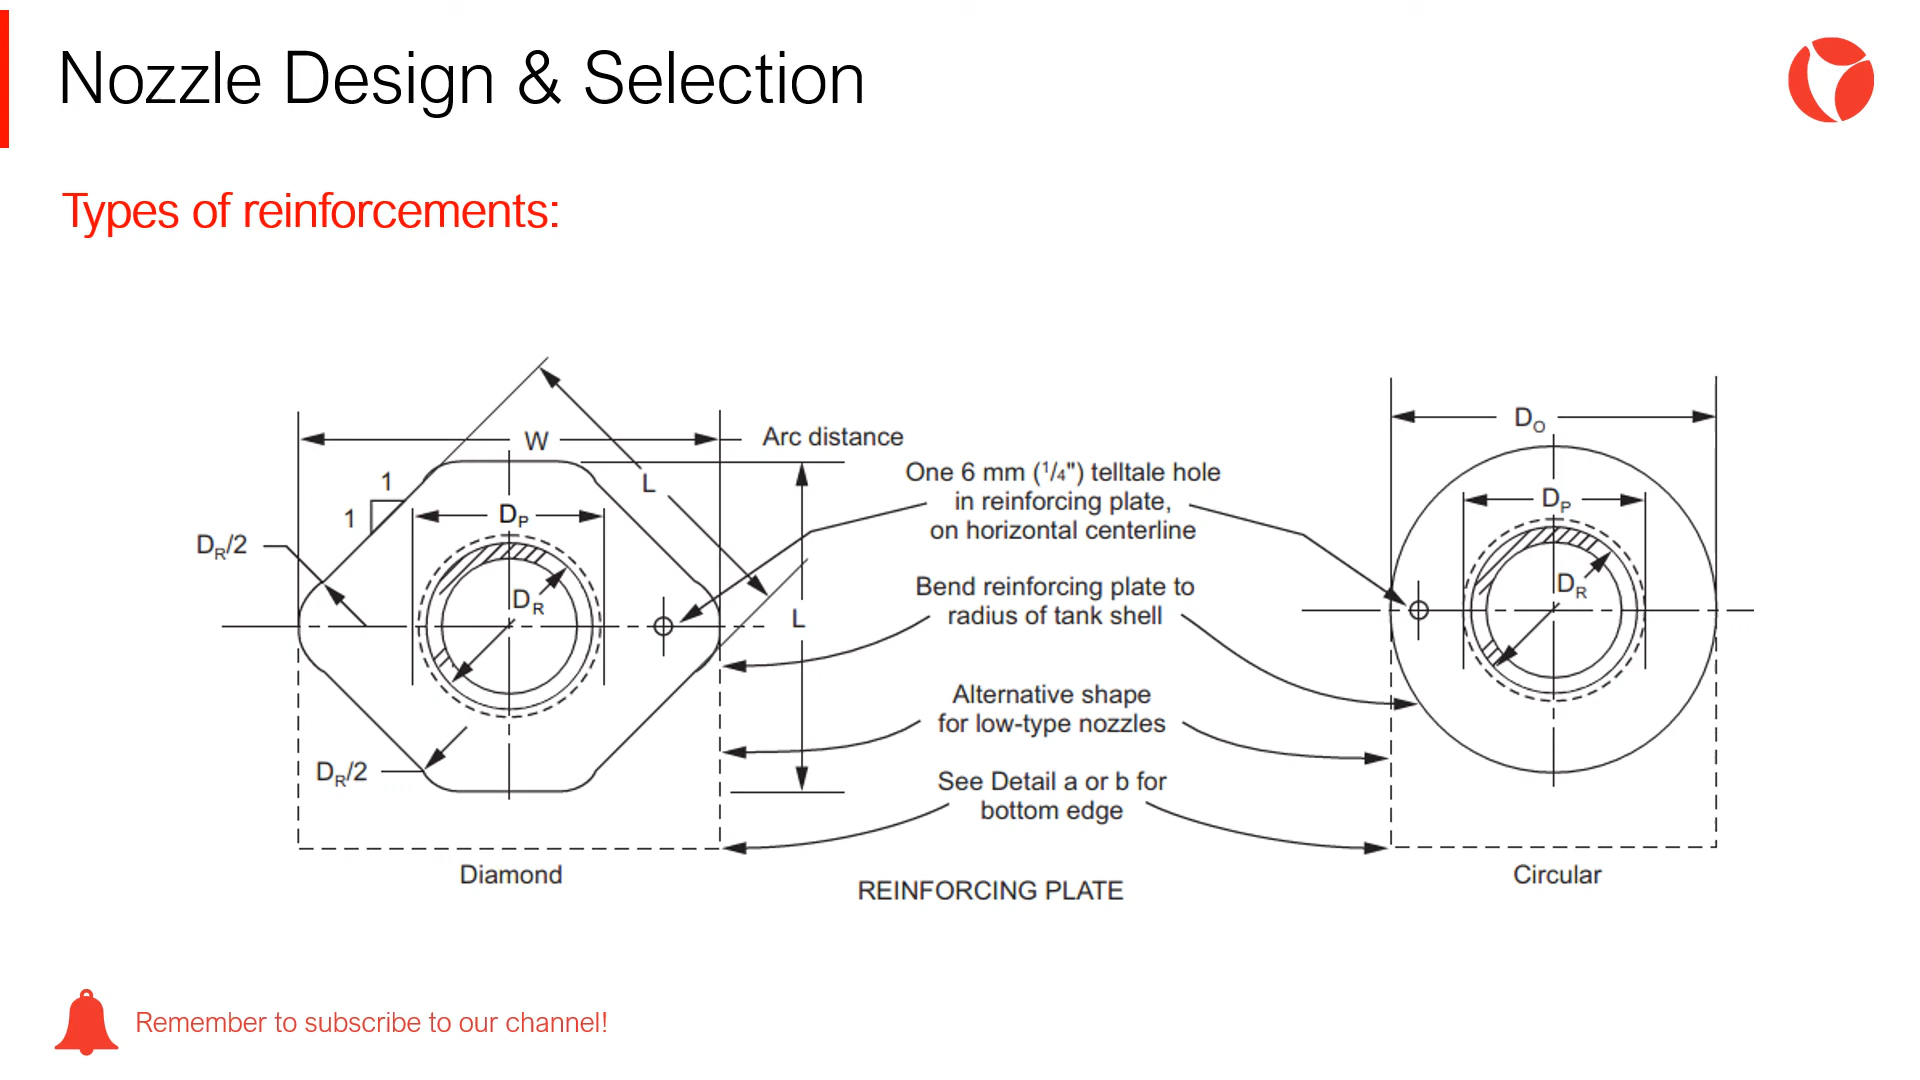 Nozzle Design & Selection
Types of reinforcements:
W
Arc distance
L
1
1
D_P
D_R/2
D_R
L
D_R/2
Diamond
One 6 mm (1/4") telltale hole
in reinforcing plate,
on horizontal centerline
Bend reinforcing plate to
radius of tank shell
Alternative shape
for low-type nozzles
See Detail a or b for
bottom edge
REINFORCING PLATE
D_O
D_P
D_R
Circular
Remember to subscribe to our channel!